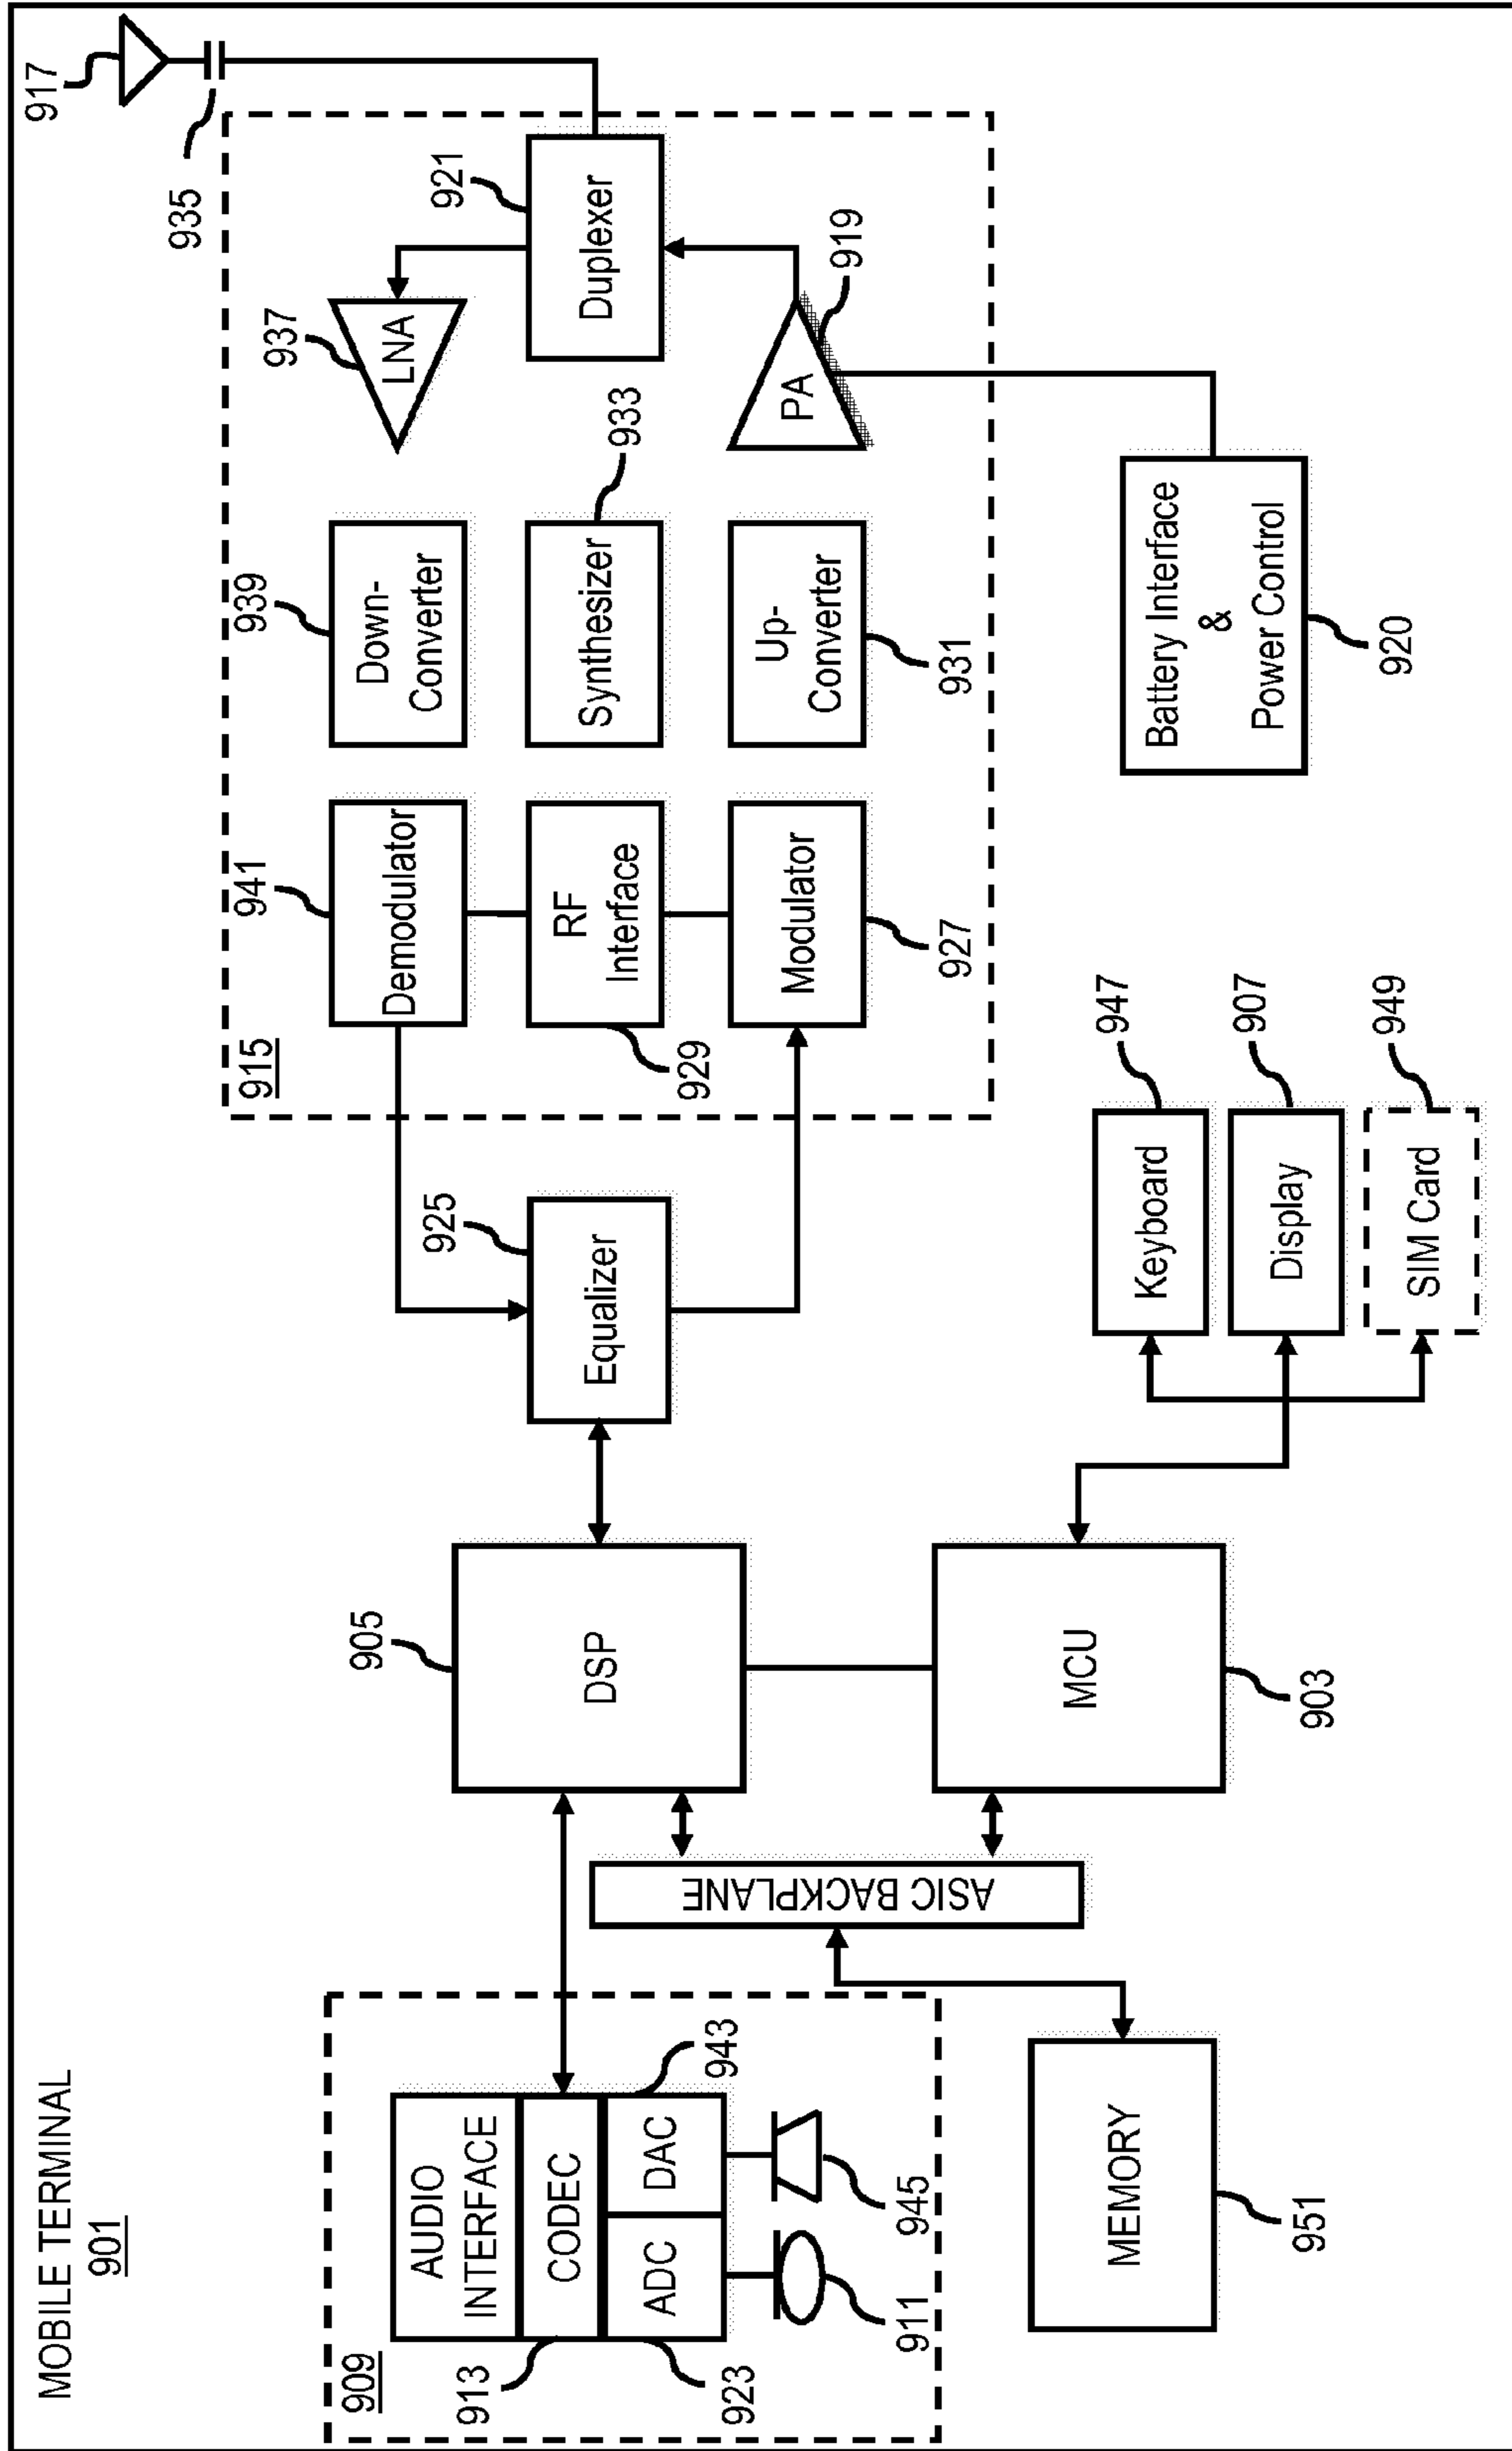 MOBILE TERMINAL
901
909
AUDIO
INTERFACE
CODEC
ADC
DAC
913
923
943
911
945
MEMORY
951
ASIC BACKPLANE
DSP
905
MCU
903
Equalizer
925
Keyboard
947
Display
907
SIM Card
949
915
Demodulator
941
RF
Interface
929
Modulator
927
Down-
Converter
939
Synthesizer
933
Up-
Converter
931
LNA
937
Duplexer
921
PA
919
917
935
Battery Interface
&
Power Control
920